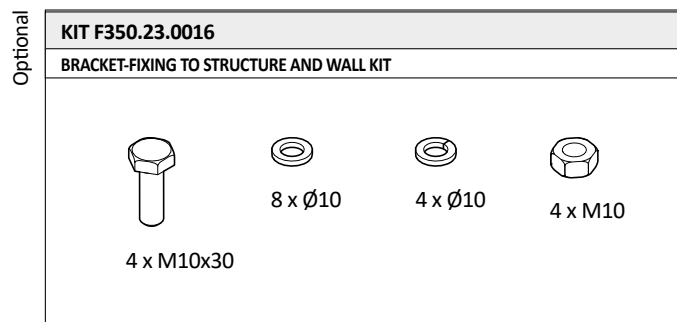 Optional
KIT F350.23.0016
BRACKET-FIXING TO STRUCTURE AND WALL KIT
8 x Ø10
4 x Ø10
4 x M10
4 x M10x30